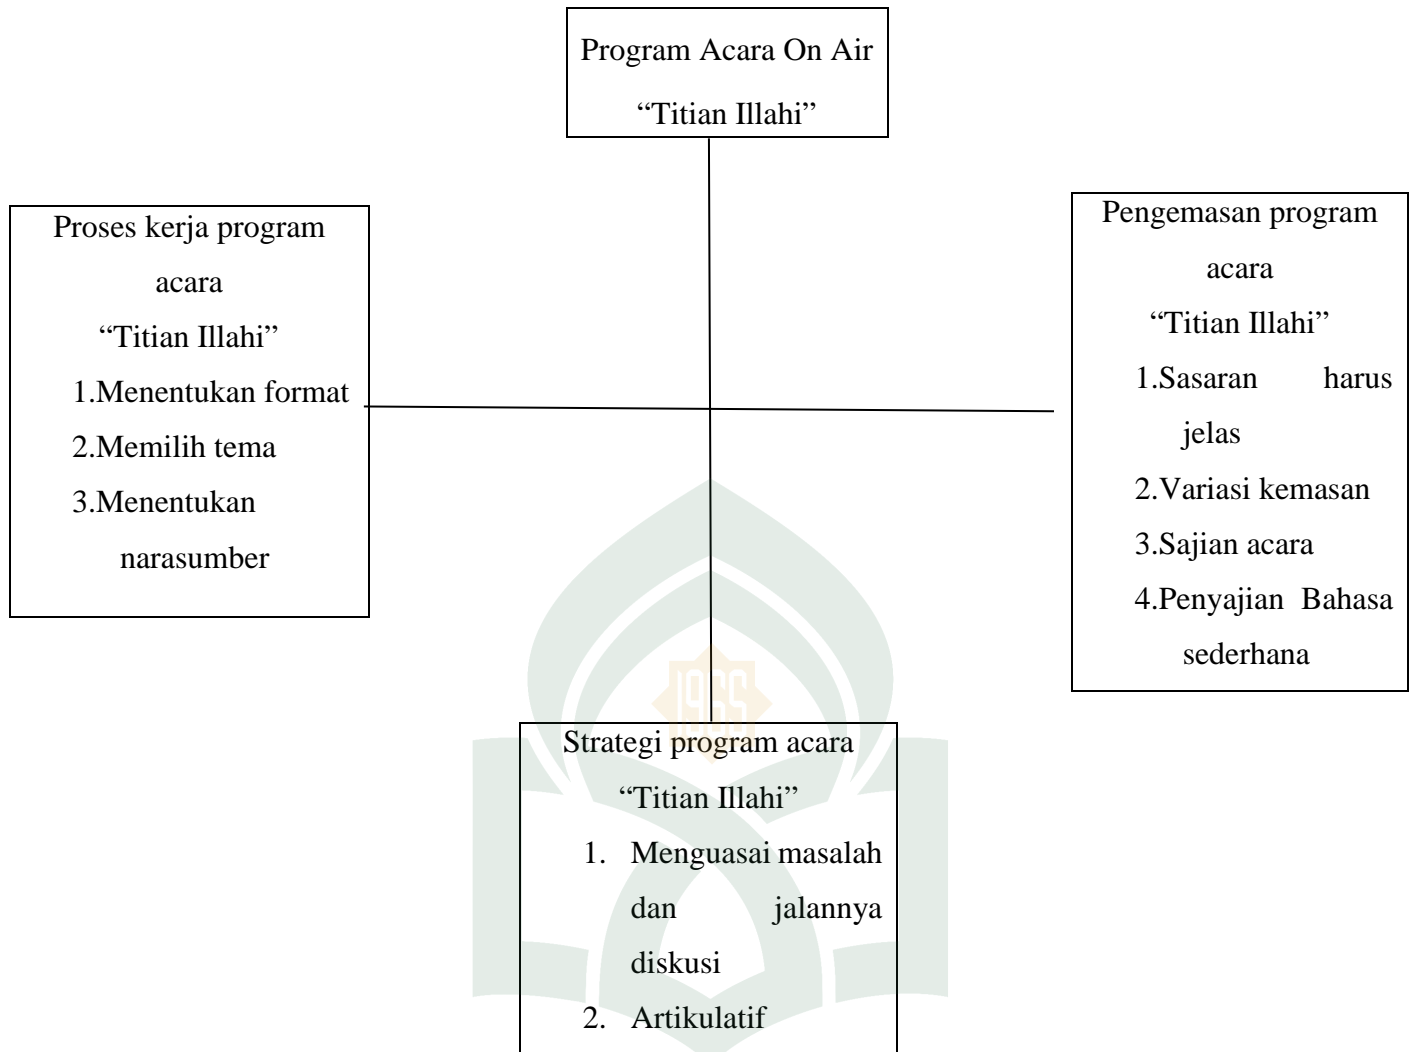 Program Acara On Air
“Titian Illahi”
Proses kerja program
acara
“Titian Illahi”
1.Menentukan format
2.Memilih tema
3.Menentukan
narasumber
Pengemasan program
acara
“Titian Illahi”
1.Sasaran harus
jelas
2.Variasi kemasan
3.Sajian acara
4.Penyajian Bahasa
sederhana
1965
Strategi program acara
“Titian Illahi”
1. Menguasai masalah
dan jalannya
diskusi
2. Artikulatif